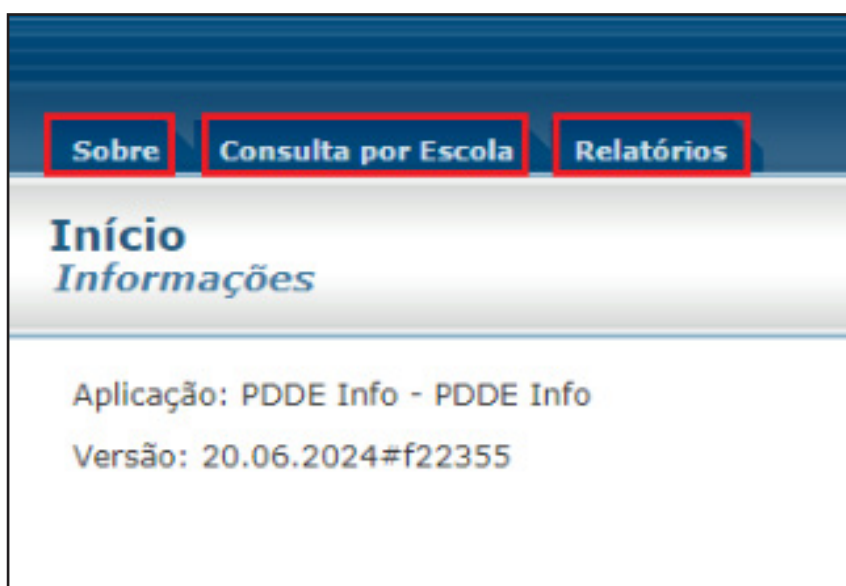 Sobre Consulta por Escola Relatórios
Início
Informações
Aplicação: PDDE Info - PDDE Info
Versão: 20.06.2024#f22355